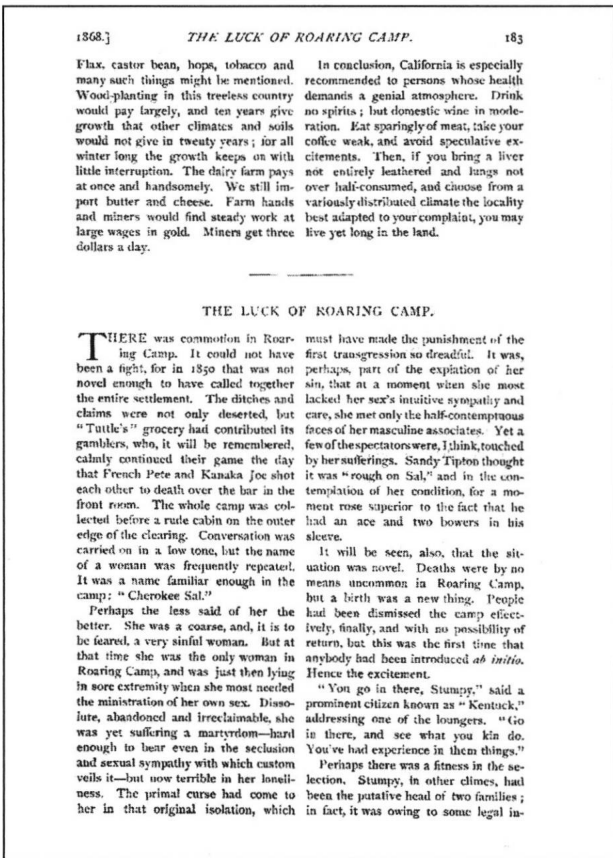 1868.] THE LUCK OF ROARING CAMP. 183
Flax, castor bean, hops, tobacco and
many such things might be mentioned.
Wood-planting in this treeless country
would pay largely, and ten years give
growth that other climates and soils
would not give in twenty years; for all
winter long the growth keeps on with
little interruption. The dairy farm pays
at once and handsomely. We still im-
port butter and cheese. Farm hands
and miners would find steady work at
large wages in gold. Miners get three
dollars a day.
In conclusion, California is especially
recommended to persons whose health
demands a genial atmosphere. Drink
no spirits; but domestic wine in mode-
ration. Eat sparingly of meat, take your
coffee weak, and avoid speculative ex-
citements. Then, if you bring a liver
not entirely leathered and lungs not
over half-consumed, and choose from a
variously distributed climate the locality
best adapted to your complaint, you may
live yet long in the land.
THE LUCK OF ROARING CAMP.
THERE was commotion in Roar-
ing Camp. It could not have
been a fight, for in 1850 that was not
novel enough to have called together
the entire settlement. The ditches and
claims were not only deserted, but
"Tuttle's" grocery had contributed its
gamblers, who, it will be remembered,
calmly continued their game the day
that French Pete and Kanaka Joe shot
each other to death over the bar in the
front room. The whole camp was col-
lected before a rude cabin on the outer
edge of the clearing. Conversation was
carried on in a low tone, but the name
of a woman was frequently repeated.
It was a name familiar enough in the
camp: "Cherokee Sal."
Perhaps the less said of her the
better. She was a coarse, and, it is to
be feared, a very sinful woman. But at
that time she was the only woman in
Roaring Camp, and was just then lying
in sore extremity when she most needed
the ministration of her own sex. Disso-
lute, abandoned and irreclaimable, she
was yet suffering a martyrdom—hard
enough to bear even in the seclusion
and sexual sympathy with which custom
veils it—but now terrible in her loneli-
ness. The primal curse had come to
her in that original isolation, which
must have made the punishment of the
first transgression so dreadful. It was,
perhaps, part of the expiation of her
sin, that at a moment when she most
lacked her sex's intuitive sympathy and
care, she met only the half-contemptuous
faces of her masculine associates. Yet a
few of the spectators were, I think, touched
by her sufferings. Sandy Tipton thought
it was "rough on Sal," and in the con-
templation of her condition, for a mo-
ment rose superior to the fact that he
had an ace and two bowers in his
sleeve.
It will be seen, also, that the sit-
uation was novel. Deaths were by no
means uncommon in Roaring Camp,
but a birth was a new thing. People
had been dismissed the camp effect-
ively, finally, and with no possibility of
return, but this was the first time that
anybody had been introduced ab initio.
Hence the excitement.
"You go in there, Stumpy," said a
prominent citizen known as "Kentuck,"
addressing one of the loungers. "Go
in there, and see what you kin do.
You've had experience in them things."
Perhaps there was a fitness in the se-
lection. Stumpy, in other climes, had
been the putative head of two families;
in fact, it was owing to some legal in-